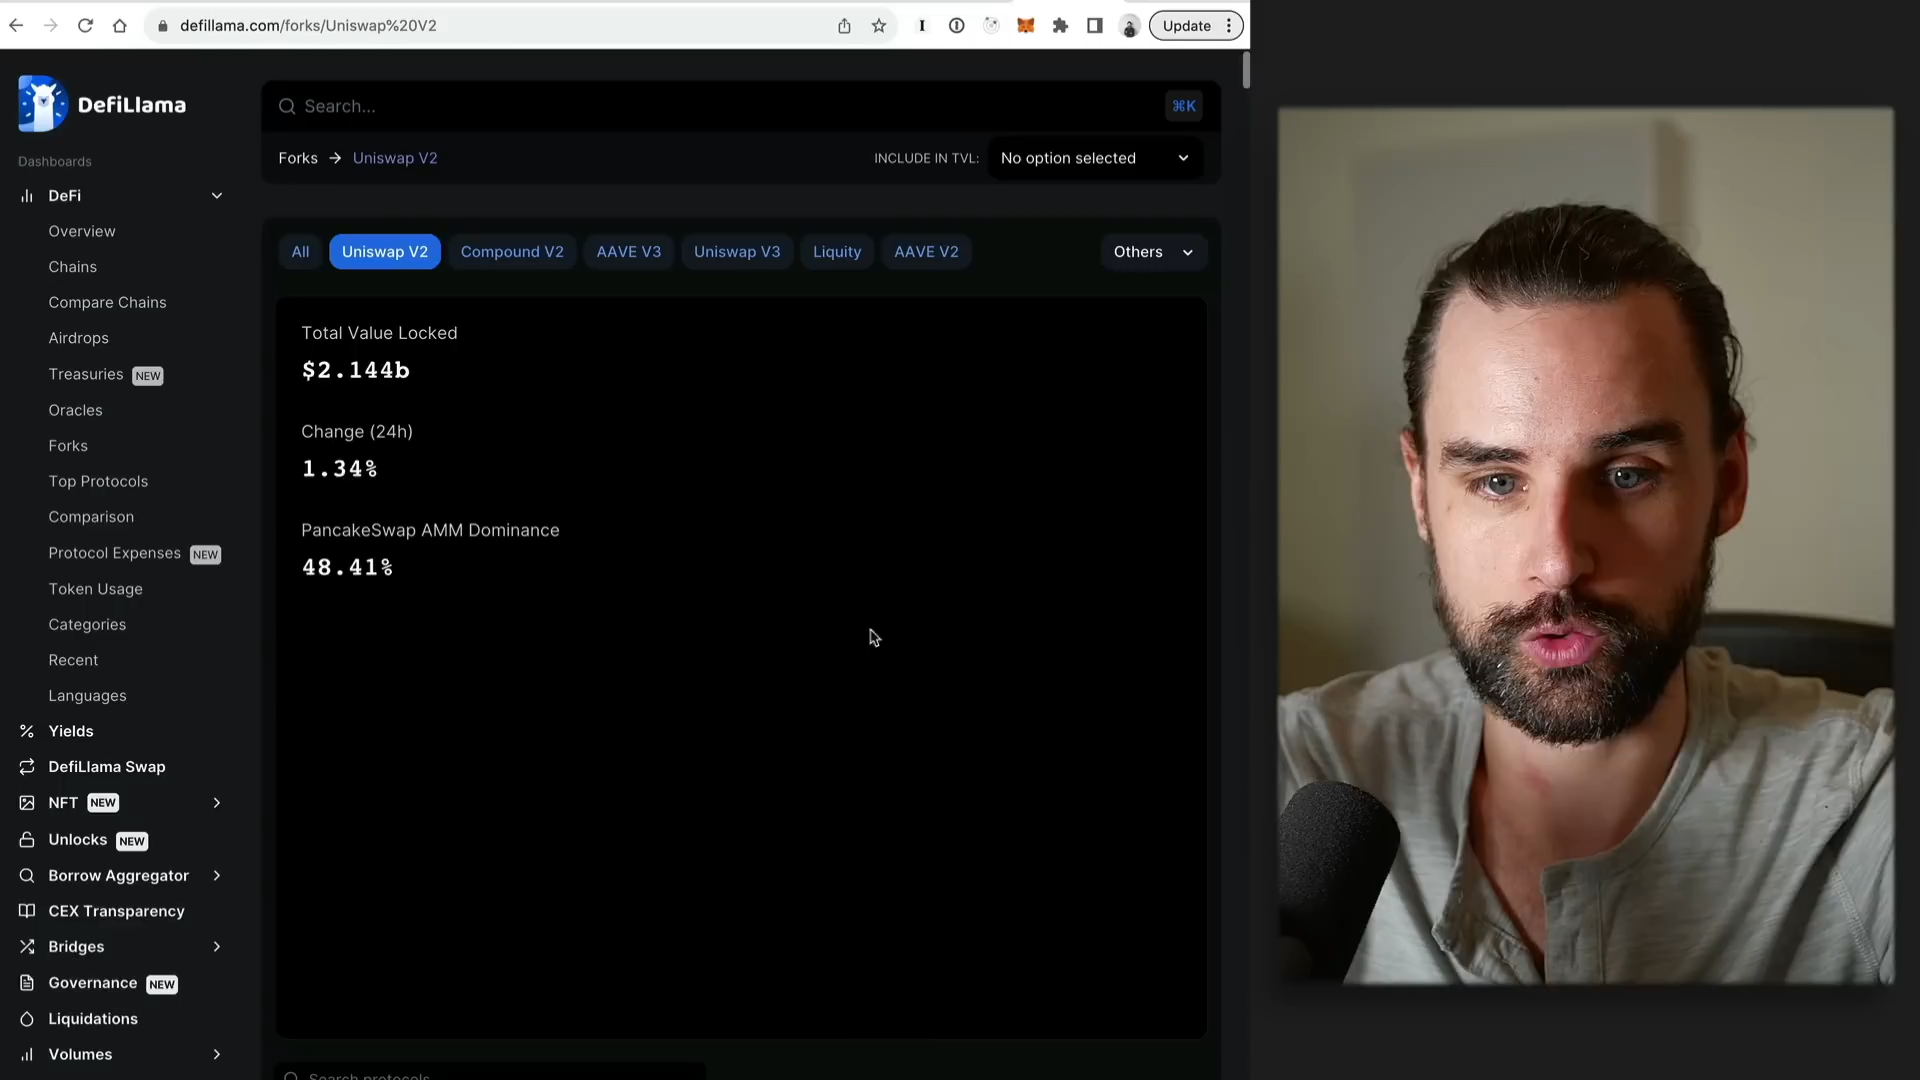 defillama.com/forks/Uniswap%20V2
Update
DefiLlama
Search...
⌘K
Forks → Uniswap V2
INCLUDE IN TVL:
No option selected
Dashboards
DeFi
Overview
Chains
Compare Chains
Airdrops
Treasuries NEW
Oracles
Forks
Top Protocols
Comparison
Protocol Expenses NEW
Token Usage
Categories
Recent
Languages
Yields
DefiLlama Swap
NFT NEW
Unlocks NEW
Borrow Aggregator
CEX Transparency
Bridges
Governance NEW
Liquidations
Volumes
All
Uniswap V2
Compound V2
AAVE V3
Uniswap V3
Liquity
AAVE V2
Others
Total Value Locked
$2.144b
Change (24h)
1.34%
PancakeSwap AMM Dominance
48.41%
Search protocols